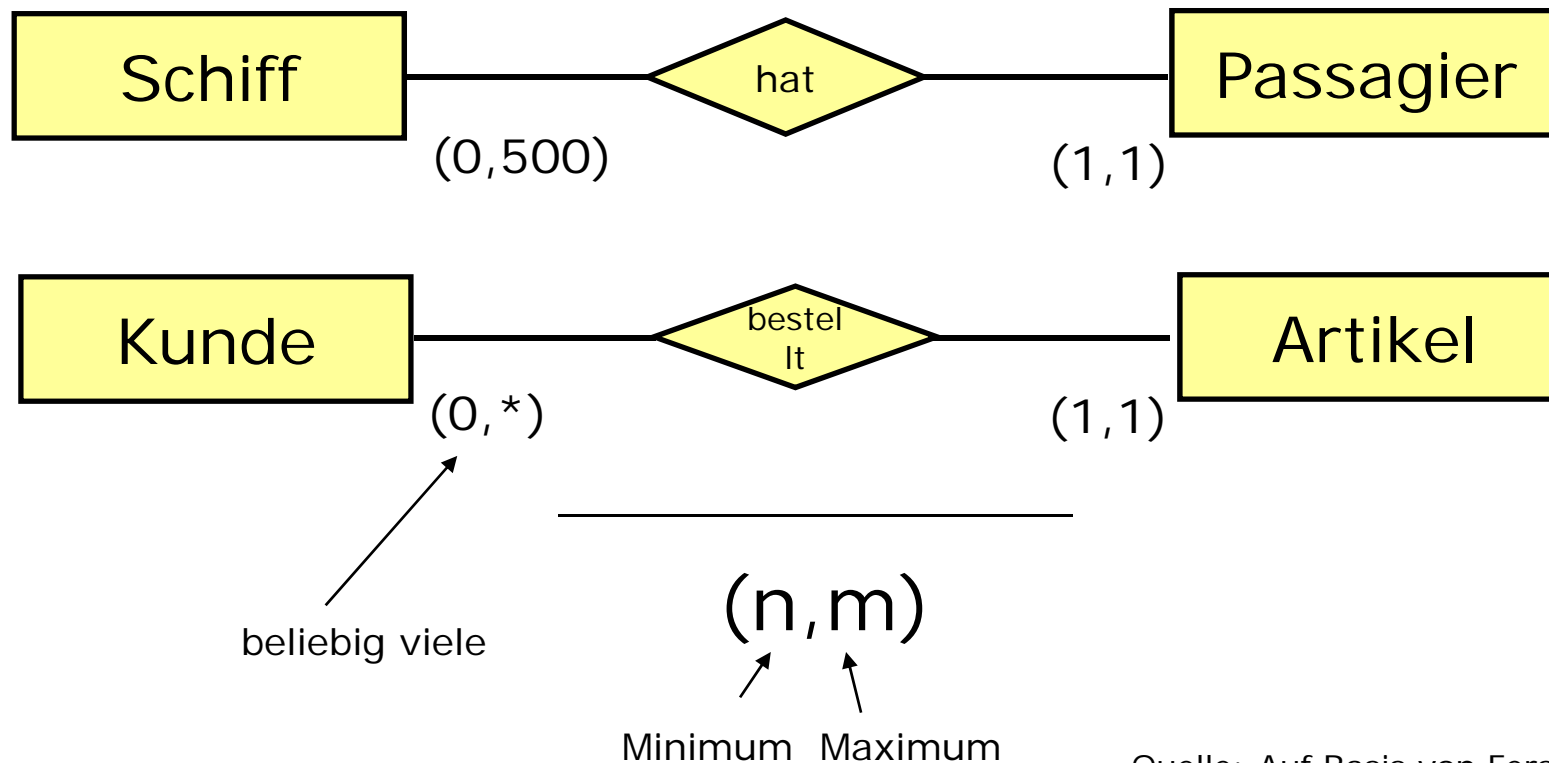 Schiff
hat
Passagier
(0,500)
(1,1)
Kunde
bestel
lt
Artikel
(0,*)
(1,1)
(n,m)
beliebig viele
Minimum Maximum